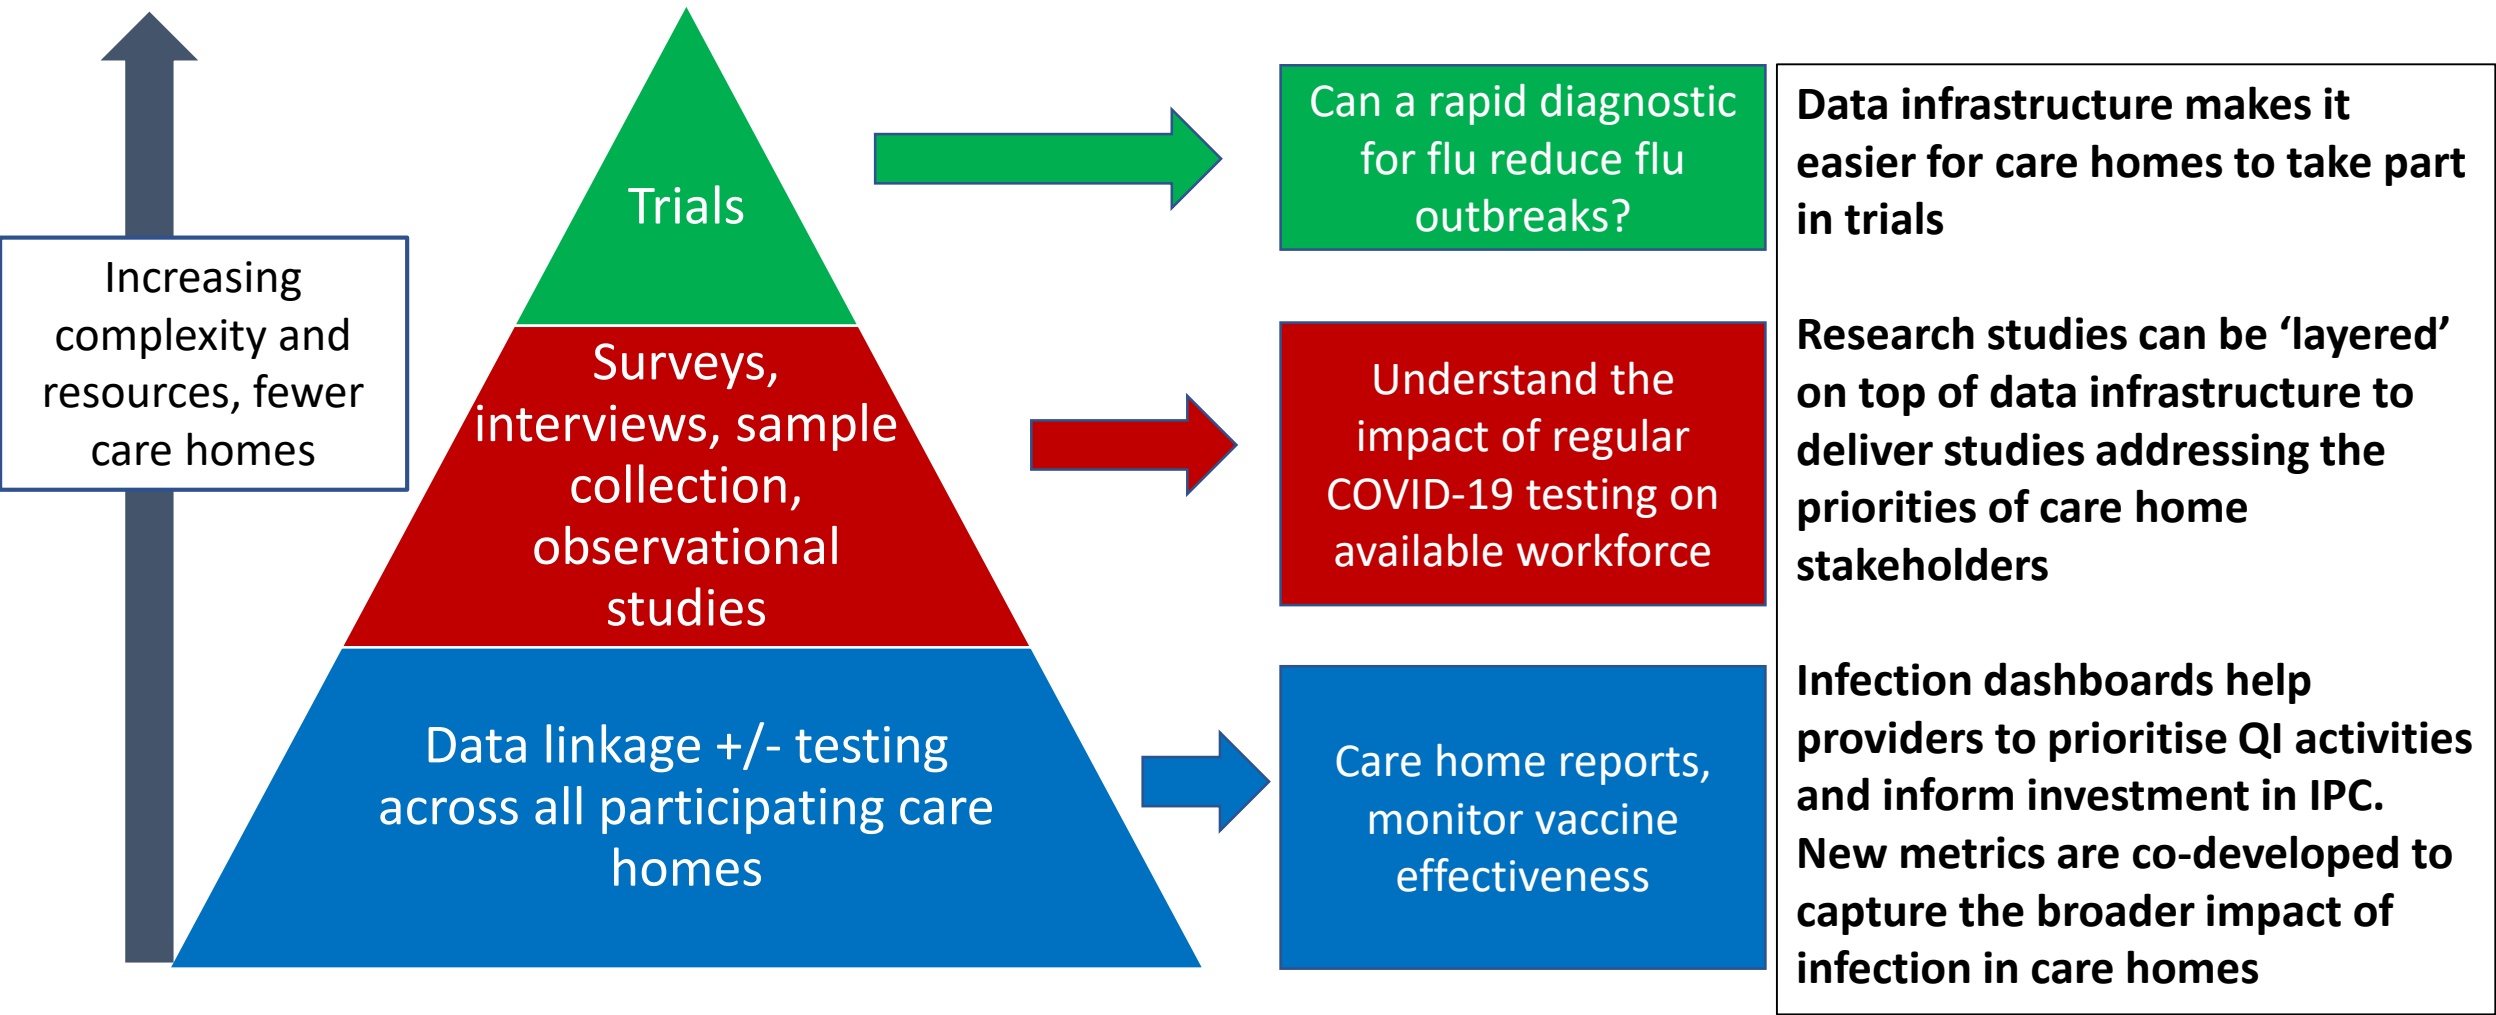 Increasing
complexity and
resources, fewer
care homes
Trials
Surveys,
interviews, sample
collection,
observational
studies
Data linkage +/- testing
across all participating care
homes
Can a rapid diagnostic
for flu reduce flu
outbreaks?
Understand the
impact of regular
COVID-19 testing on
available workforce
Care home reports,
monitor vaccine
effectiveness
Data infrastructure makes it
easier for care homes to take part
in trials
Research studies can be ‘layered’
on top of data infrastructure to
deliver studies addressing the
priorities of care home
stakeholders
Infection dashboards help
providers to prioritise QI activities
and inform investment in IPC.
New metrics are co-developed to
capture the broader impact of
infection in care homes